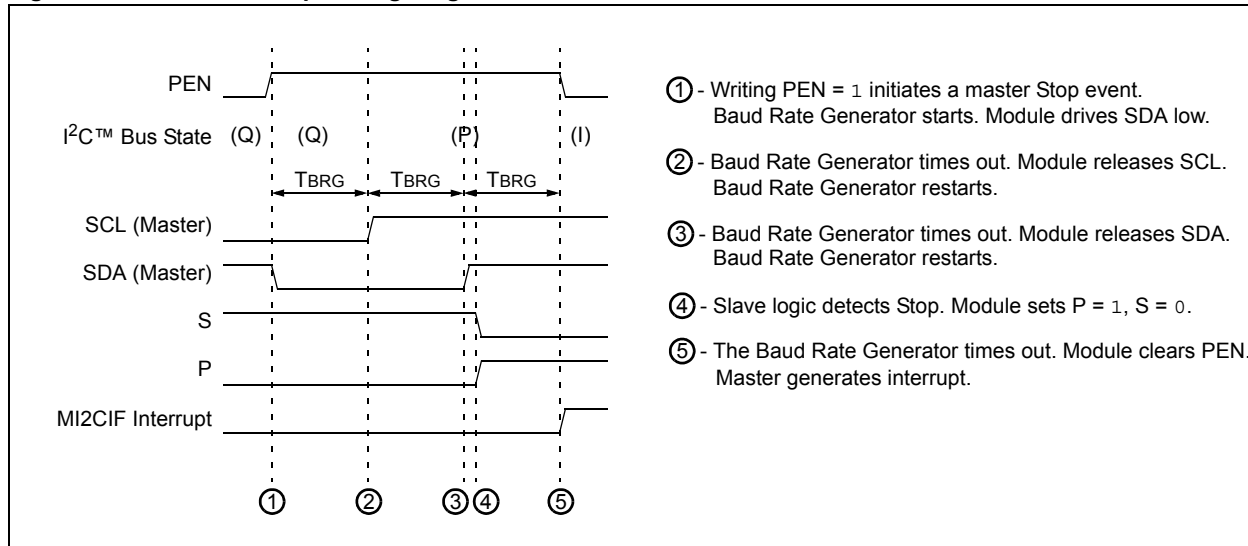 PEN
I2C™ Bus State (Q) (Q) (P) (I)
TBRG TBRG TBRG
SCL (Master)
SDA (Master)
S
P
MI2CIF Interrupt
1 2 3 4 5
1 - Writing PEN = 1 initiates a master Stop event.
Baud Rate Generator starts. Module drives SDA low.
2 - Baud Rate Generator times out. Module releases SCL.
Baud Rate Generator restarts.
3 - Baud Rate Generator times out. Module releases SDA.
Baud Rate Generator restarts.
4 - Slave logic detects Stop. Module sets P = 1, S = 0.
5 - The Baud Rate Generator times out. Module clears PEN.
Master generates interrupt.